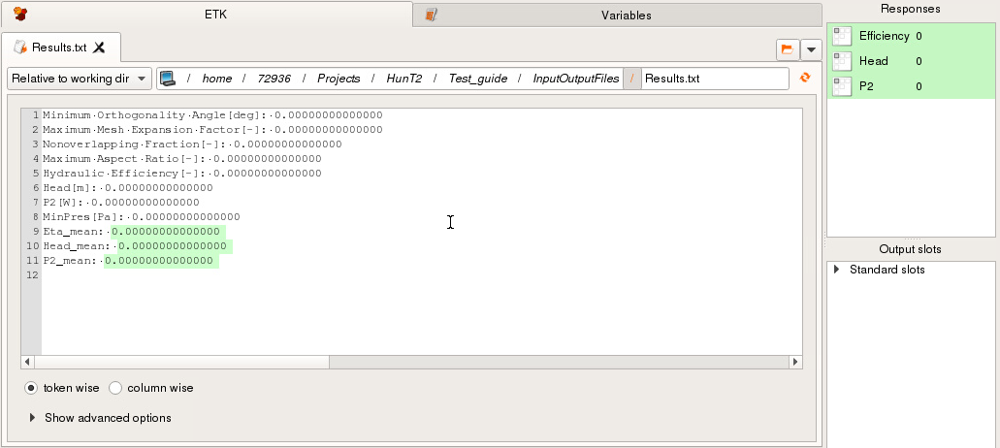 ETK
Variables
Responses
Results.txt
Efficiency 0
Head 0
P2 0
Relative to working dir
/ home / 72936 / Projects / HunT2 / Test_guide / InputOutputFiles / Results.txt
1 Minimum·Orthogonality·Angle[deg]:·0.00000000000000
2 Maximum·Mesh·Expansion·Factor[-]:·0.00000000000000
3 Nonoverlapping·Fraction[-]:·0.00000000000000
4 Maximum·Aspect·Ratio[-]:·0.00000000000000
5 Hydraulic·Efficiency[-]:·0.00000000000000
6 Head[m]:·0.00000000000000
7 P2[W]:·0.00000000000000
8 MinPres[Pa]:·0.00000000000000
9 Eta_mean:·0.00000000000000
10 Head_mean:·0.00000000000000
11 P2_mean:·0.00000000000000
12
Output slots
Standard slots
token wise
column wise
Show advanced options